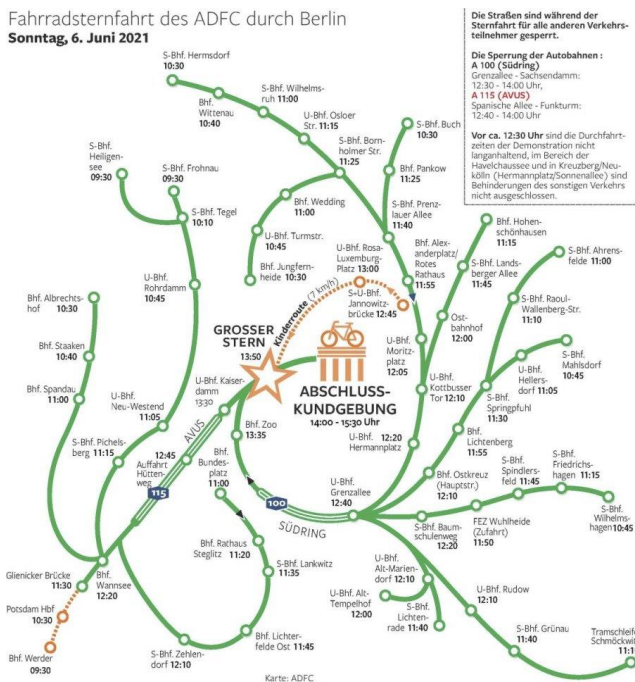 Fahrradsternfahrt des ADFC durch Berlin
Sonntag, 6. Juni 2021
Die Straßen sind während der
Sternfahrt für alle anderen Verkehrs-
teilnehmer gesperrt.
Die Sperrung der Autobahnen:
A 100 (Südring)
Grenzallee - Sachsendamm:
12:30 - 14:00 Uhr,
A 115 (AVUS)
Spanische Allee - Funkturm:
12:40 - 14:00 Uhr
Vor ca. 12:30 Uhr sind die Durchfahrt-
zeiten der Demonstration nicht
langanhaltend, im Bereich der
Havelchaussee und in Kreuzberg/Neu-
kölln (Hermannplatz/Sonnenallee) sind
Behinderungen des sonstigen Verkehrs
nicht ausgeschlossen.
S-Bhf. Hermsdorf
10:30
Bhf.
Wittenau
10:40
S-Bhf. Wilhelms-
ruh 11:00
U-Bhf. Osloer
Str. 11:15
S-Bhf. Born-
holmer Str.
11:25
S-Bhf. Buch
10:30
Bhf. Pankow
11:25
S-Bhf. Prenz-
lauer Allee
11:40
S-Bhf.
Heiligen-
see
09:30
S-Bhf. Frohnau
09:30
S-Bhf. Tegel
10:10
Bhf. Wedding
11:00
U-Bhf. Turmstr.
10:45
Bhf. Jungfern-
heide 10:30
U-Bhf. Rosa-
Luxemburg-
Platz 13:00
Bhf. Alex-
anderplatz/
Rotes
Rathaus
11:55
Bhf. Hohen-
schönhausen
11:15
S-Bhf. Lands-
berger Allee
11:45
S-Bhf. Ahrens-
felde 11:00
U-Bhf.
Rohrdamm
10:45
Kinderroute (7 km/h)
S+U-Bhf.
Jannowitz-
brücke 12:45
Ost-
bahnhof
12:00
S-Bhf. Raoul-
Wallenberg-Str.
11:10
Bhf. Albrechts-
hof 10:30
Bhf. Staaken
10:40
Bhf. Spandau
11:00
GROSSER
STERN
13:50
U-Bhf.
Moritz-
platz
12:05
S-Bhf.
Mahlsdorf
10:45
U-Bhf.
Hellers-
dorf 11:05
ABSCHLUSS-
KUNDGEBUNG
14:00 - 15:30 Uhr
U-Bhf. Kaiser-
damm
13:30
U-Bhf.
Kottbusser
Tor 12:10
S-Bhf.
Springpfuhl
11:30
U-Bhf.
Neu-Westend
11:05
AVUS
Bhf. Zoo
13:35
U-Bhf. 12:20
Hermannplatz
Bhf.
Lichtenberg
11:55
S-Bhf. Pichels-
berg 11:15
12:45
Auffahrt
Hütten-
weg
115
Bhf.
Bundes-
platz
11:00
100
SÜDRING
U-Bhf.
Grenzallee
12:40
Bhf. Ostkreuz
(Hauptstr.)
12:10
S-Bhf.
Spindlers-
feld 11:45
S-Bhf.
Friedrichs-
hagen 11:15
S-Bhf. Baum-
schulenweg
12:20
FEZ Wuhlheide
(Zufahrt)
11:50
S-Bhf.
Wilhelms-
hagen 10:45
Bhf. Rathaus
Steglitz 11:20
S-Bhf. Lankwitz
11:35
Glienicker Brücke
11:30
Bhf.
Wannsee
12:20
U-Bhf.
Alt-Marien-
dorf 12:10
U-Bhf. Alt-
Tempelhof
12:00
S-Bhf.
Lichten-
rade 11:40
U-Bhf. Rudow
12:10
Potsdam Hbf
10:30
Bhf. Werder
09:30
S-Bhf. Zehlen-
dorf 12:10
Bhf. Lichter-
felde Ost 11:45
S-Bhf. Grünau
11:40
Tramschleife
Schmöckwitz
11:1
Karte: ADFC